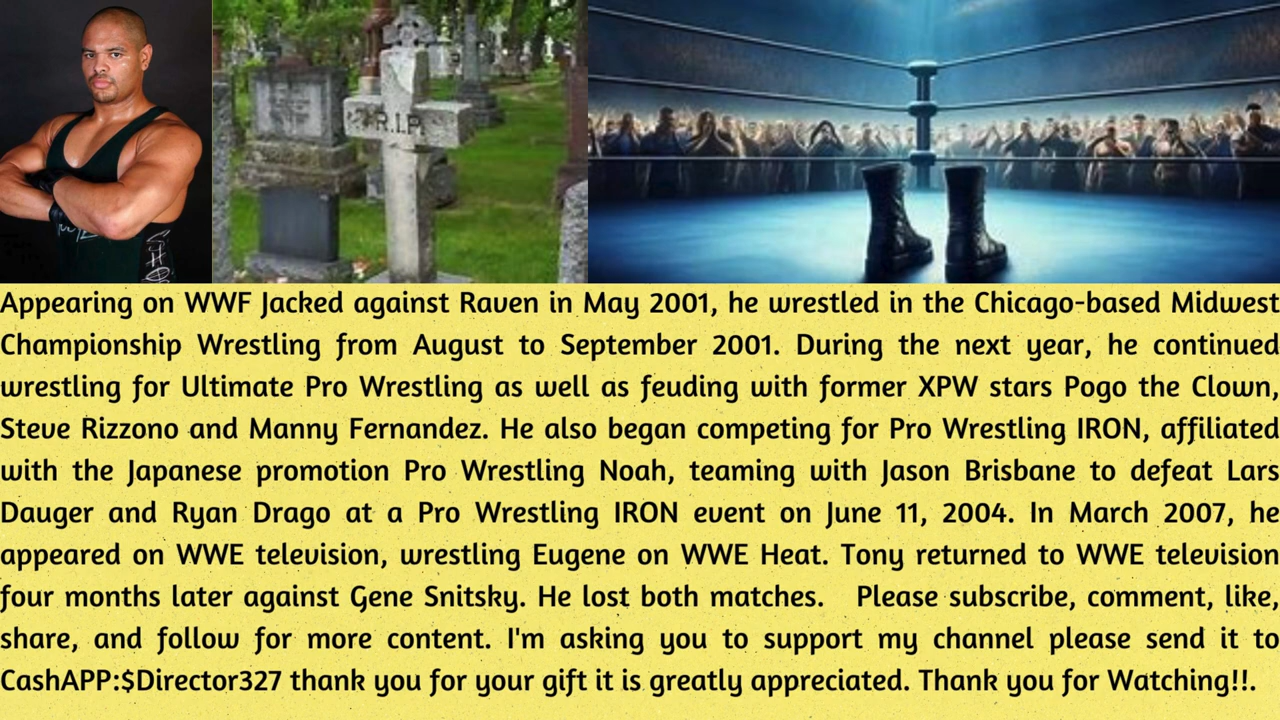 R.I.P.
Appearing on WWF Jacked against Raven in May 2001, he wrestled in the Chicago-based Midwest
Championship Wrestling from August to September 2001. During the next year, he continued
wrestling for Ultimate Pro Wrestling as well as feuding with former XPW stars Pogo the Clown,
Steve Rizzono and Manny Fernandez. He also began competing for Pro Wrestling IRON, affiliated
with the Japanese promotion Pro Wrestling Noah, teaming with Jason Brisbane to defeat Lars
Dauger and Ryan Drago at a Pro Wrestling IRON event on June 11, 2004. In March 2007, he
appeared on WWE television, wrestling Eugene on WWE Heat. Tony returned to WWE television
four months later against Gene Snitsky. He lost both matches. Please subscribe, comment, like,
share, and follow for more content. I'm asking you to support my channel please send it to
CashAPP:$Director327 thank you for your gift it is greatly appreciated. Thank you for Watching!!.